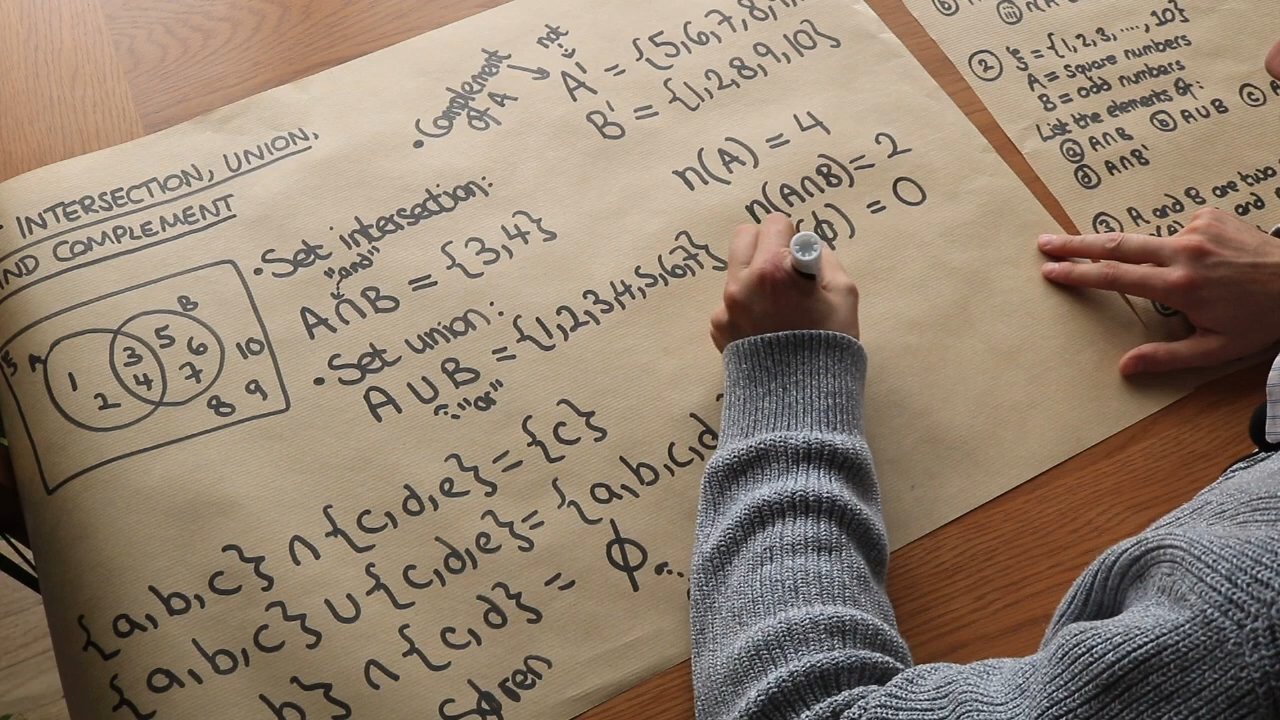 INTERSECTION, UNION,
AND COMPLEMENT
ξ
A
B
1
2
3
4
5
6
7
8
9
10
• Set intersection:
"and"
A∩B = {3,4}
• Set union:
A ∪ B = {1,2,3,4,5,6,7}
"or"
{a,b,c} ∩ {c,d,e} = {c}
{a,b,c} ∪ {c,d,e} = {a,b,c,d
b} ∩ {c,d} = ϕ
• Complement
of A
not
A' = {5,6,7,8,
B' = {1,2,8,9,10}
n(A) = 4
n(A∩B) = 2
(ϕ) = 0
② ξ = {1,2,3, ...., 10}
A = square numbers
B = odd numbers
List the elements of:
ⓐ A∩B ⓑ A∪B ⓒ
ⓓ A∩B'
③ A and B are two
and